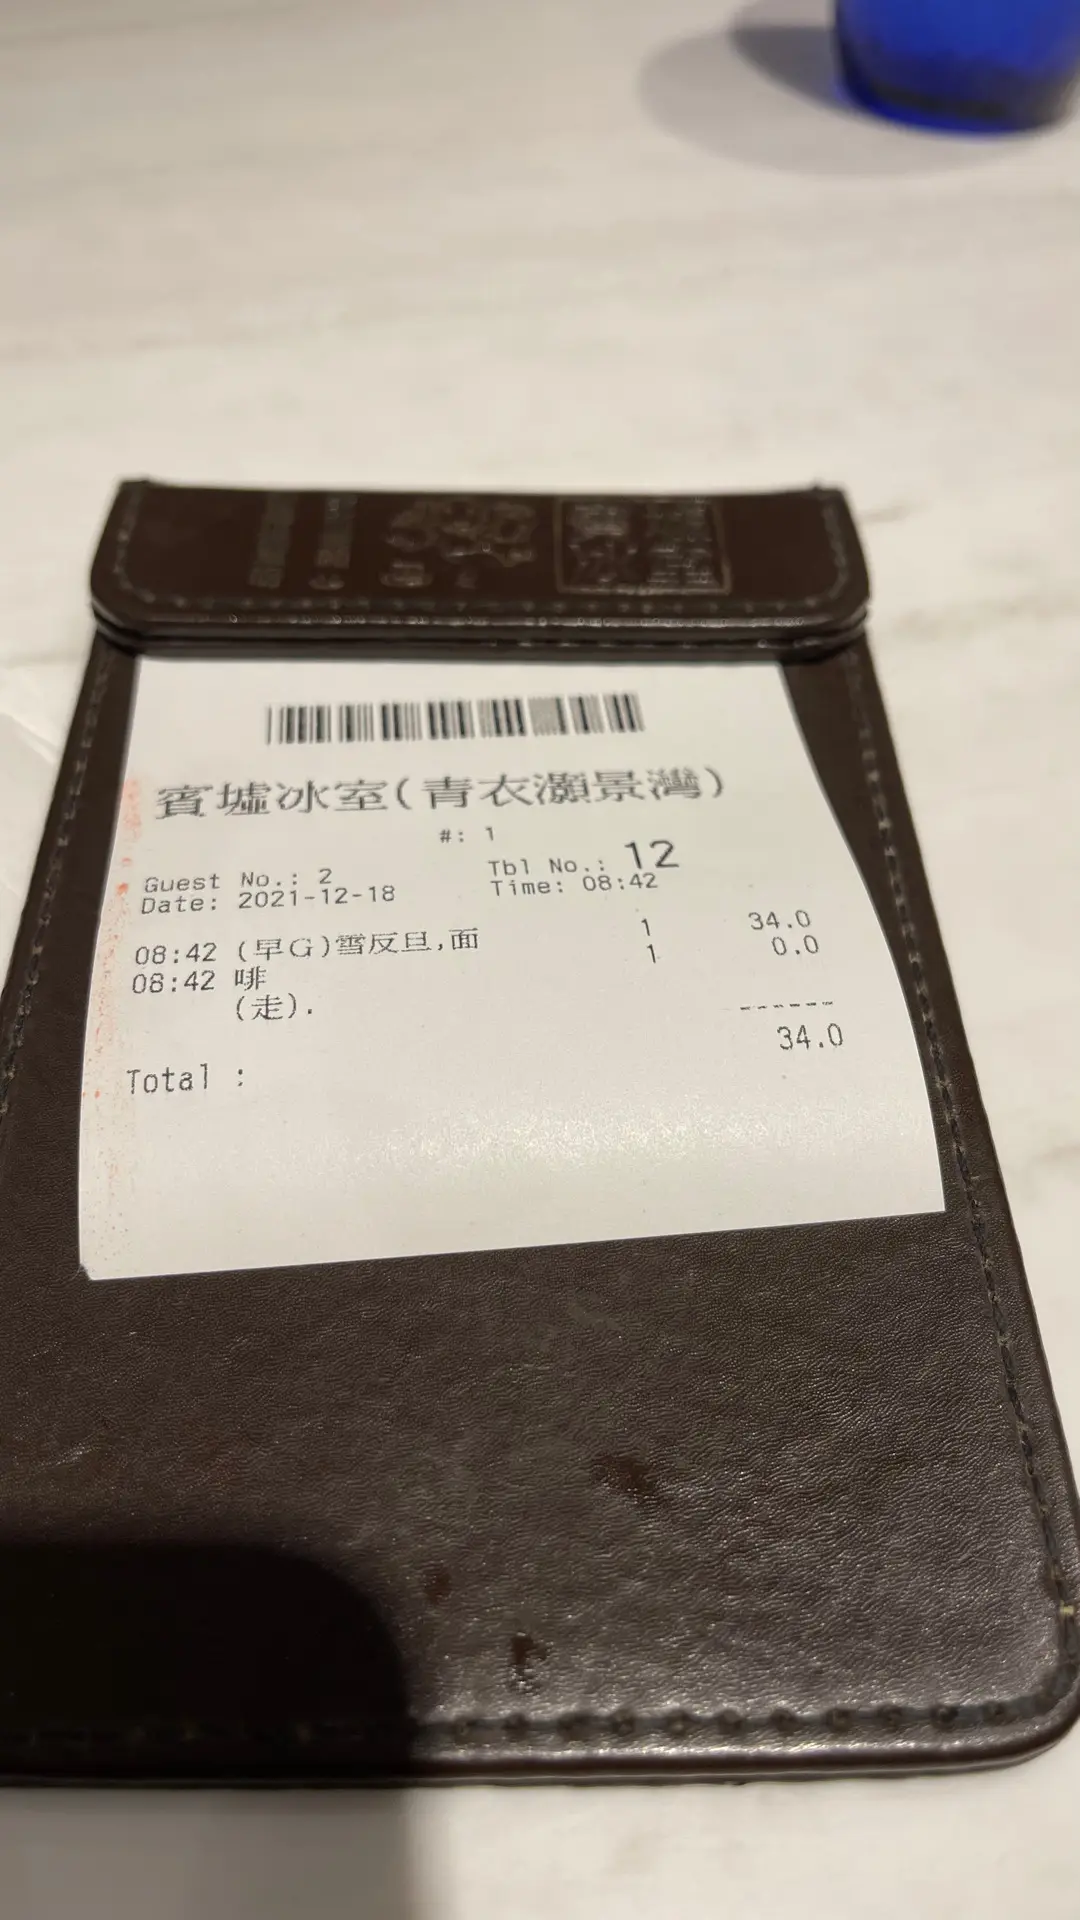 賓墟冰室(青衣灝景灣)
#: 1
Guest No.: 2 Tbl No.: 12
Date: 2021-12-18 Time: 08:42
08:42 (早G)雪反旦,面 1 34.0
08:42 啡 1 0.0
(走).
------
34.0
Total :